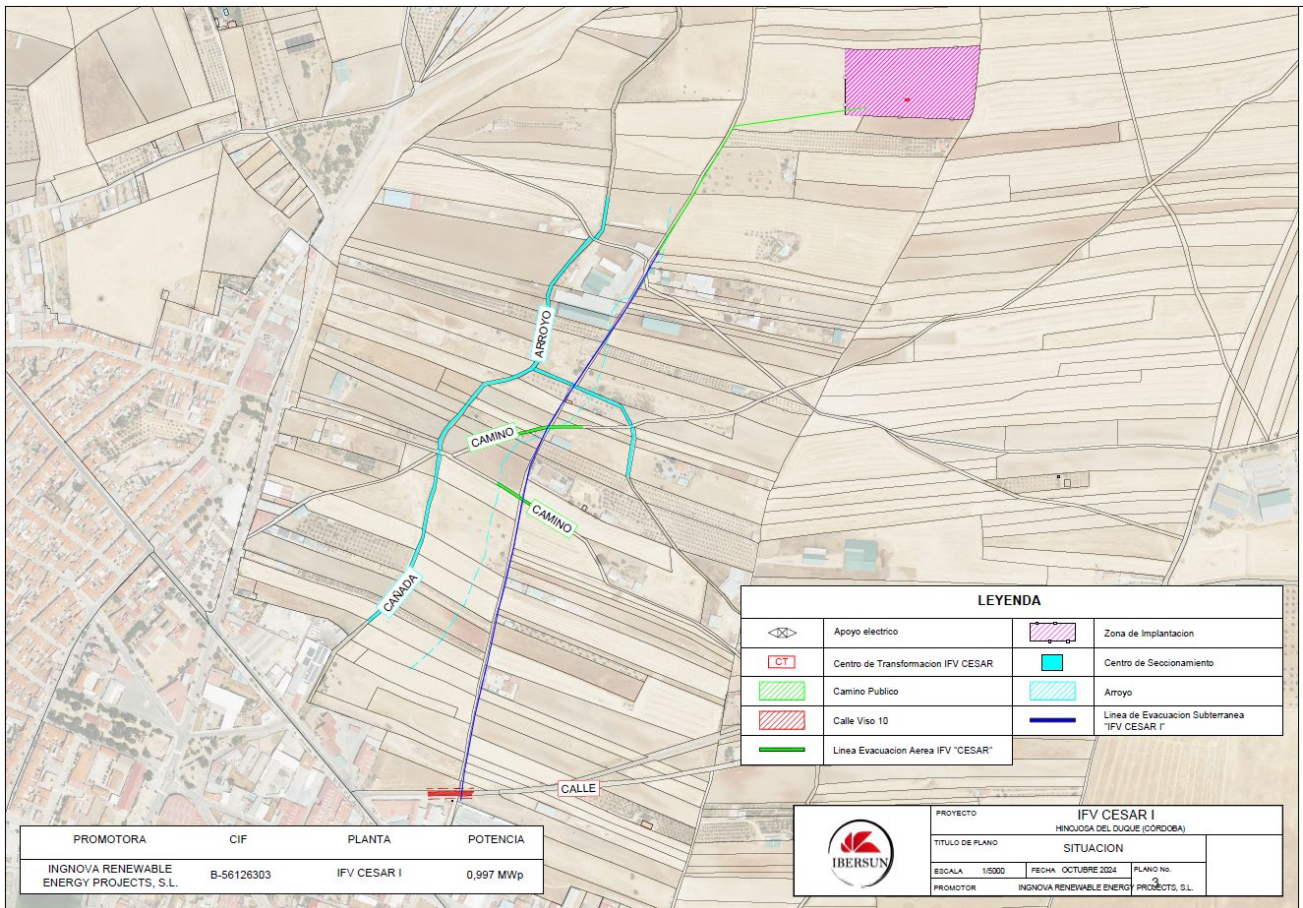 ARROYO
CAMINO
CAMINO
CAÑADA
CALLE
LEYENDA
Apoyo electrico
Zona de Implantacion
CT
Centro de Transformacion IFV CESAR
Centro de Seccionamiento
Camino Publico
Arroyo
Calle Viso 10
Linea de Evacuacion Subterranea
"IFV CESAR I"
Linea Evacuacion Aerea IFV "CESAR"
PROMOTORA CIF PLANTA POTENCIA
INGNOVA RENEWABLE
ENERGY PROJECTS, S.L.
B-56126303 IFV CESAR I 0,997 MWp
IBERSUN
PROYECTO IFV CESAR I
HINOJOSA DEL DUQUE (CÓRDOBA)
TITULO DE PLANO SITUACION
ESCALA 1/5000 FECHA OCTUBRE 2024 PLANO No.
3
PROMOTOR INGNOVA RENEWABLE ENERGY PROJECTS, S.L.